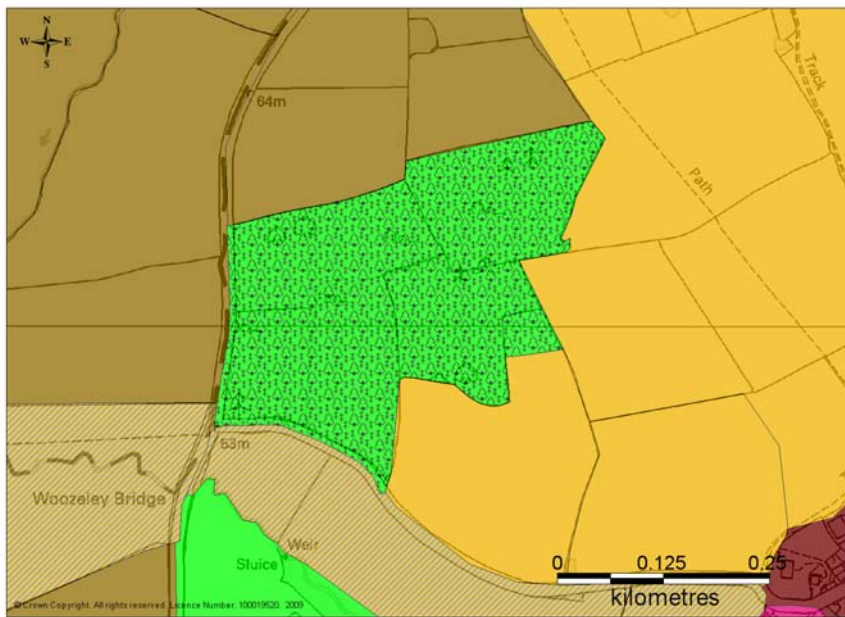 N
W E
S
64m
Track
Path
53m
Woozeley Bridge
Weir
Sluice
0 0.125 0.25
kilometres
© Crown Copyright. All rights reserved. Licence Number: 100019520. 2009